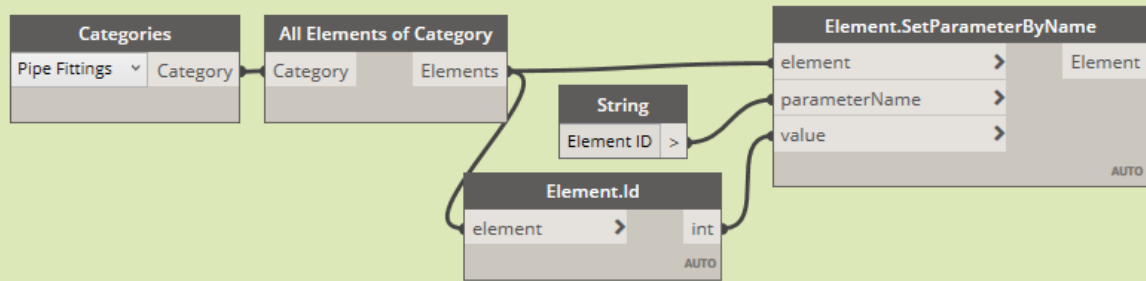 Categories
Pipe Fittings
Category
All Elements of Category
Category
Elements
String
Element ID
>
Element.Id
element
int
AUTO
Element.SetParameterByName
element
Element
parameterName
value
AUTO